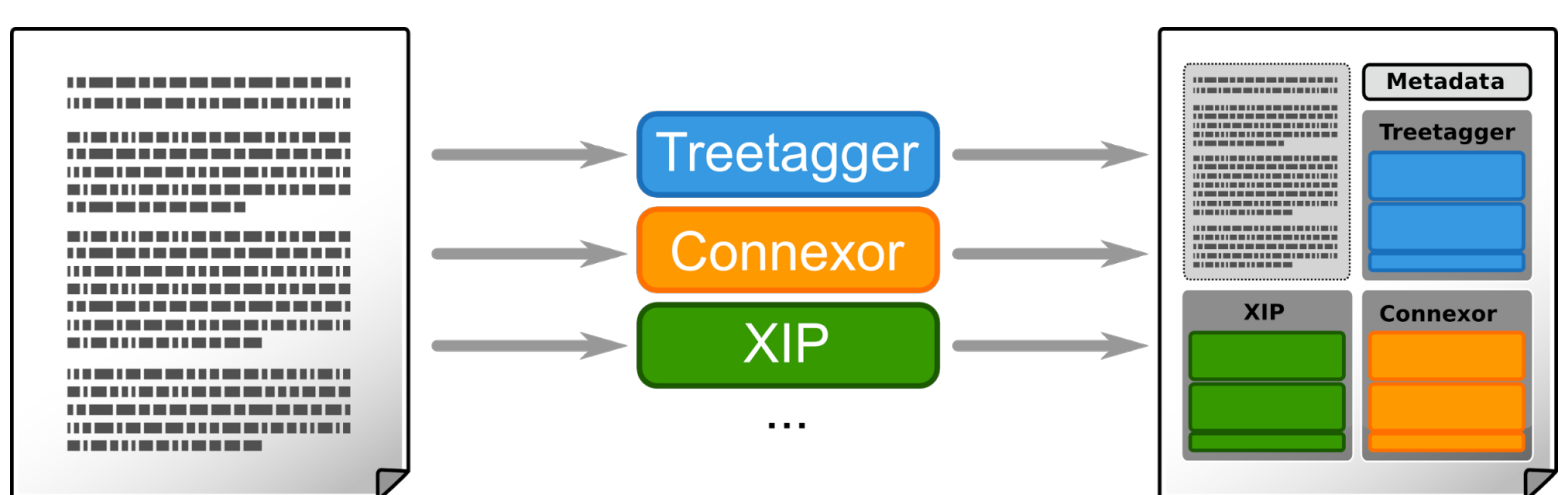 Treetagger
Connexor
XIP
...
Metadata
Treetagger
XIP
Connexor